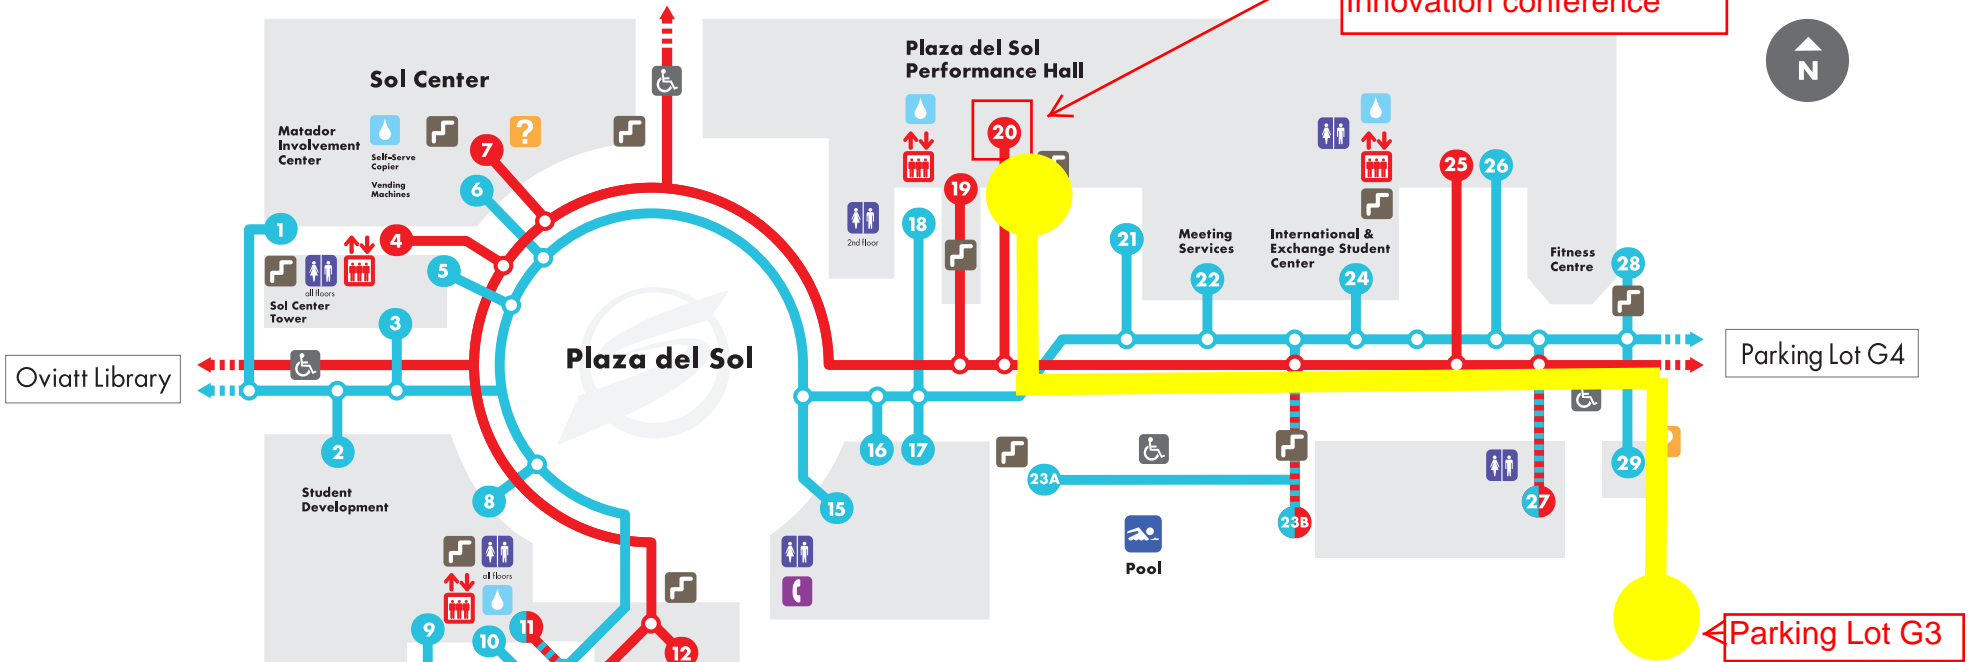 Innovation conference
N
Plaza del Sol
Performance Hall
Sol Center
Matador
Involvement
Center
Self-Serve
Copier
Vending
Machines
?
7
6
20
19
25
26
1
4
5
2nd floor
18
21
Meeting
Services
22
International &
Exchange Student
Center
24
Fitness
Centre
28
all floors
Sol Center
Tower
3
Plaza del Sol
Oviatt Library
Parking Lot G4
2
16
17
23A
29
Student
Development
8
15
23B
27
all floors
Pool
9
10
11
12
Parking Lot G3